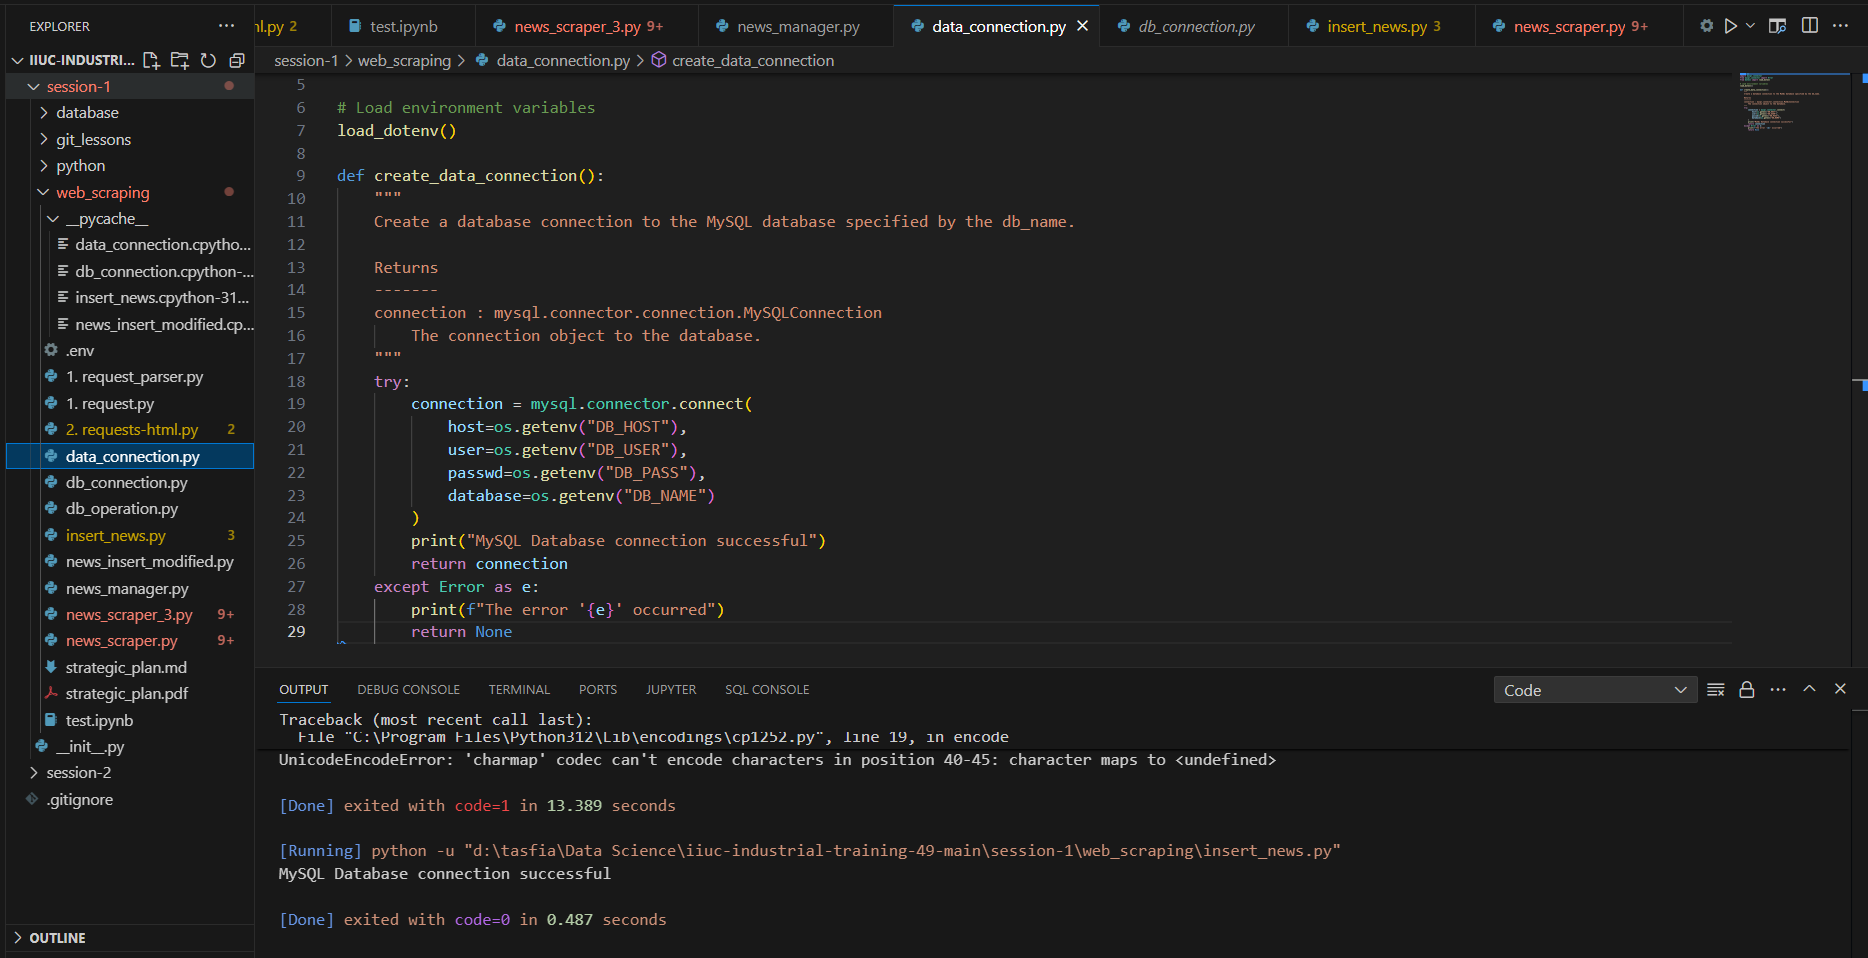 EXPLORER
IIUC-INDUSTRI...
session-1
database
git_lessons
python
web_scraping
__pycache__
data_connection.cpytho...
db_connection.cpython-...
insert_news.cpython-31...
news_insert_modified.cp...
.env
1. request_parser.py
1. request.py
2. requests-html.py 2
data_connection.py
db_connection.py
db_operation.py
insert_news.py 3
news_insert_modified.py
news_manager.py
news_scraper_3.py 9+
news_scraper.py 9+
strategic_plan.md
strategic_plan.pdf
test.ipynb
__init__.py
session-2
.gitignore
OUTLINE
ml.py 2 test.ipynb news_scraper_3.py 9+ news_manager.py data_connection.py db_connection.py insert_news.py 3 news_scraper.py 9+
session-1 > web_scraping > data_connection.py > create_data_connection
5
6 # Load environment variables
7 load_dotenv()
8
9 def create_data_connection():
10 """
11 Create a database connection to the MySQL database specified by the db_name.
12
13 Returns
14 -------
15 connection : mysql.connector.connection.MySQLConnection
16 The connection object to the database.
17 """
18 try:
19 connection = mysql.connector.connect(
20 host=os.getenv("DB_HOST"),
21 user=os.getenv("DB_USER"),
22 passwd=os.getenv("DB_PASS"),
23 database=os.getenv("DB_NAME")
24 )
25 print("MySQL Database connection successful")
26 return connection
27 except Error as e:
28 print(f"The error '{e}' occurred")
29 return None
OUTPUT DEBUG CONSOLE TERMINAL PORTS JUPYTER SQL CONSOLE Code
Traceback (most recent call last):
File "C:\Program Files\Python312\Lib\encodings\cp1252.py", line 19, in encode
UnicodeEncodeError: 'charmap' codec can't encode characters in position 40-45: character maps to <undefined>
[Done] exited with code=1 in 13.389 seconds
[Running] python -u "d:\tasfia\Data Science\iiuc-industrial-training-49-main\session-1\web_scraping\insert_news.py"
MySQL Database connection successful
[Done] exited with code=0 in 0.487 seconds